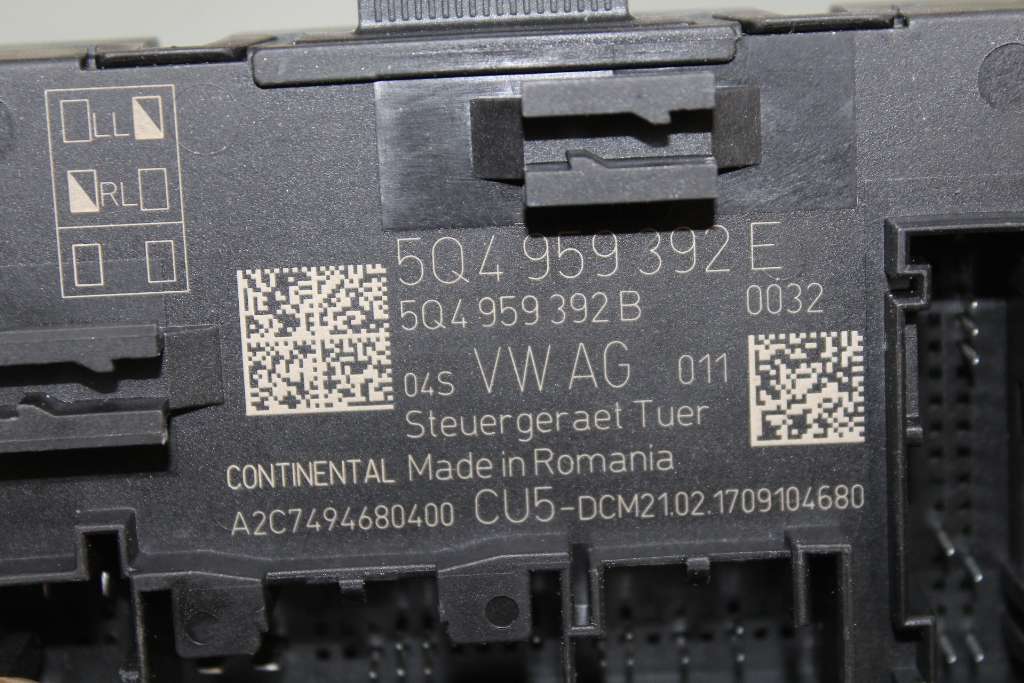 LL
RL
5Q4 959 392 E
5Q4 959 392 B 0032
04S VW AG 011
Steuergeraet Tuer
CONTINENTAL Made in Romania
A2C7494680400 CU5-DCM21.02.1709104680